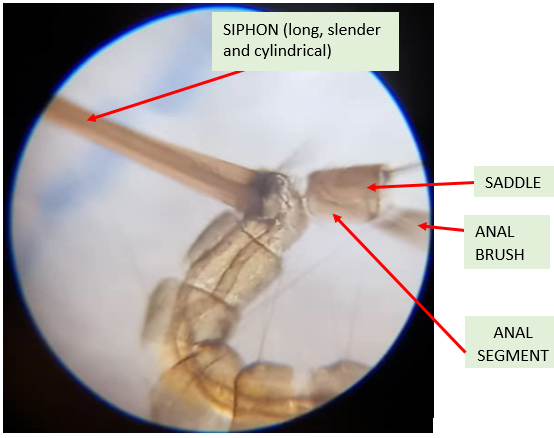 SIPHON (long, slender
and cylindrical)
SADDLE
ANAL
BRUSH
ANAL
SEGMENT